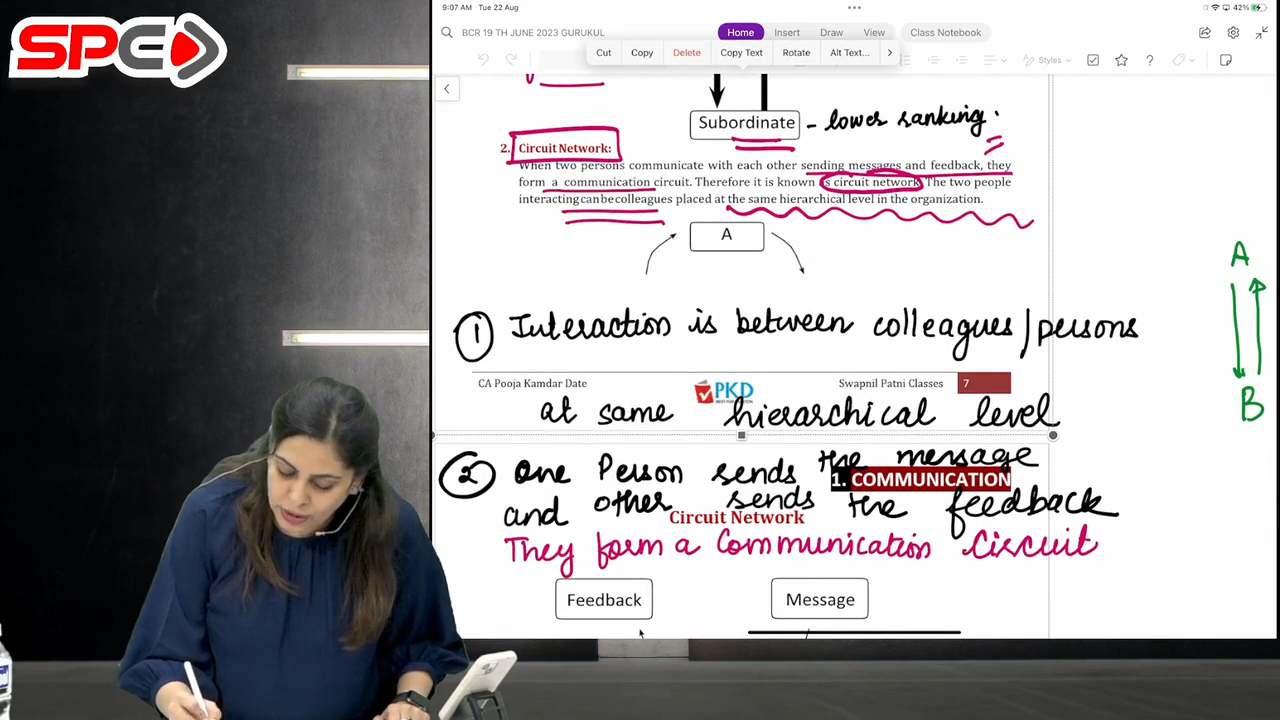 SPC
9:07 AM Tue 22 Aug
42%
BCR 19 TH JUNE 2023 GURUKUL
Home Insert Draw View Class Notebook
Cut Copy Delete Copy Text Rotate Alt Text...
Styles
Subordinate - lower ranking.
2. Circuit Network:
When two persons communicate with each other sending messages and feedback, they
form a communication circuit. Therefore it is known as circuit network. The two people
interacting can be colleagues placed at the same hierarchical level in the organization.
A
A
B
1 Interaction is between colleagues/persons
CA Pooja Kamdar Date PKD Swapnil Patni Classes 7
at same hierarchical level
2 One Person sends the message
1. COMMUNICATION
and other sends the feedback
Circuit Network
They form a Communication Circuit
Feedback Message